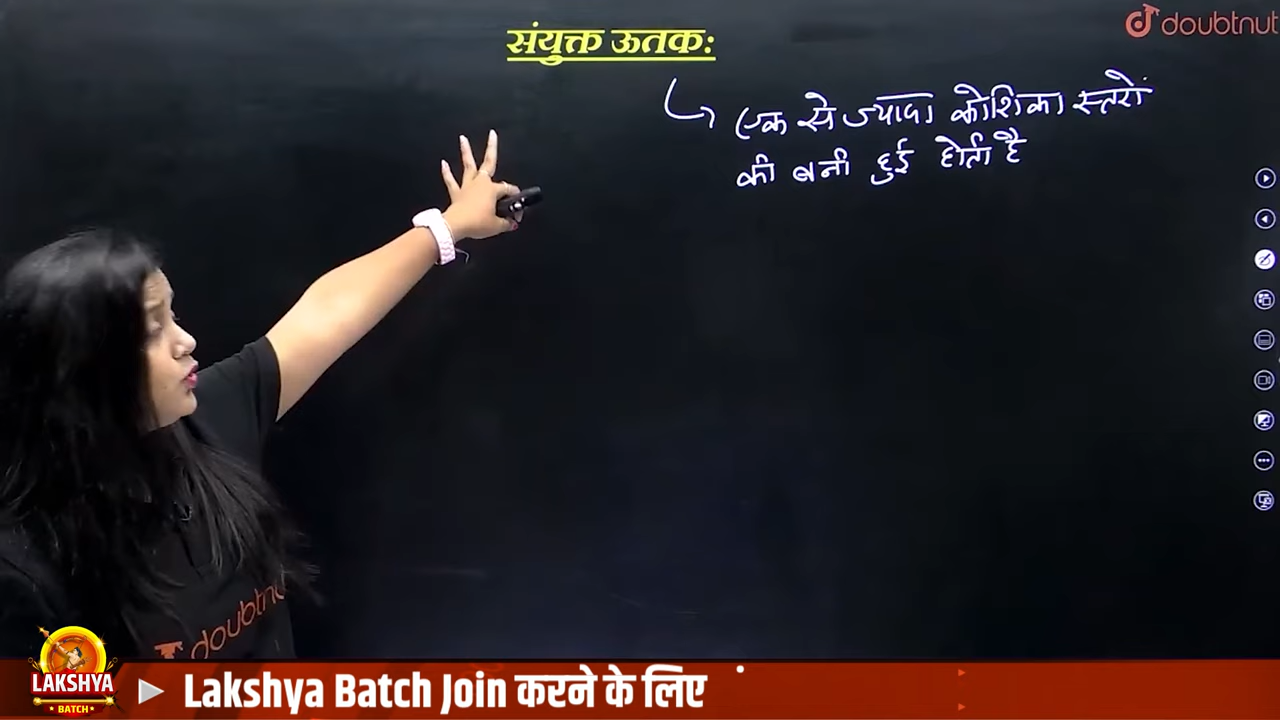 संयुक्त ऊतक:
doubtnut
एक से ज्यादा कोशिका स्तरों
की बनी हुई होती है
doubtnut
LAKSHYA
BATCH
Lakshya Batch Join करने के लिए